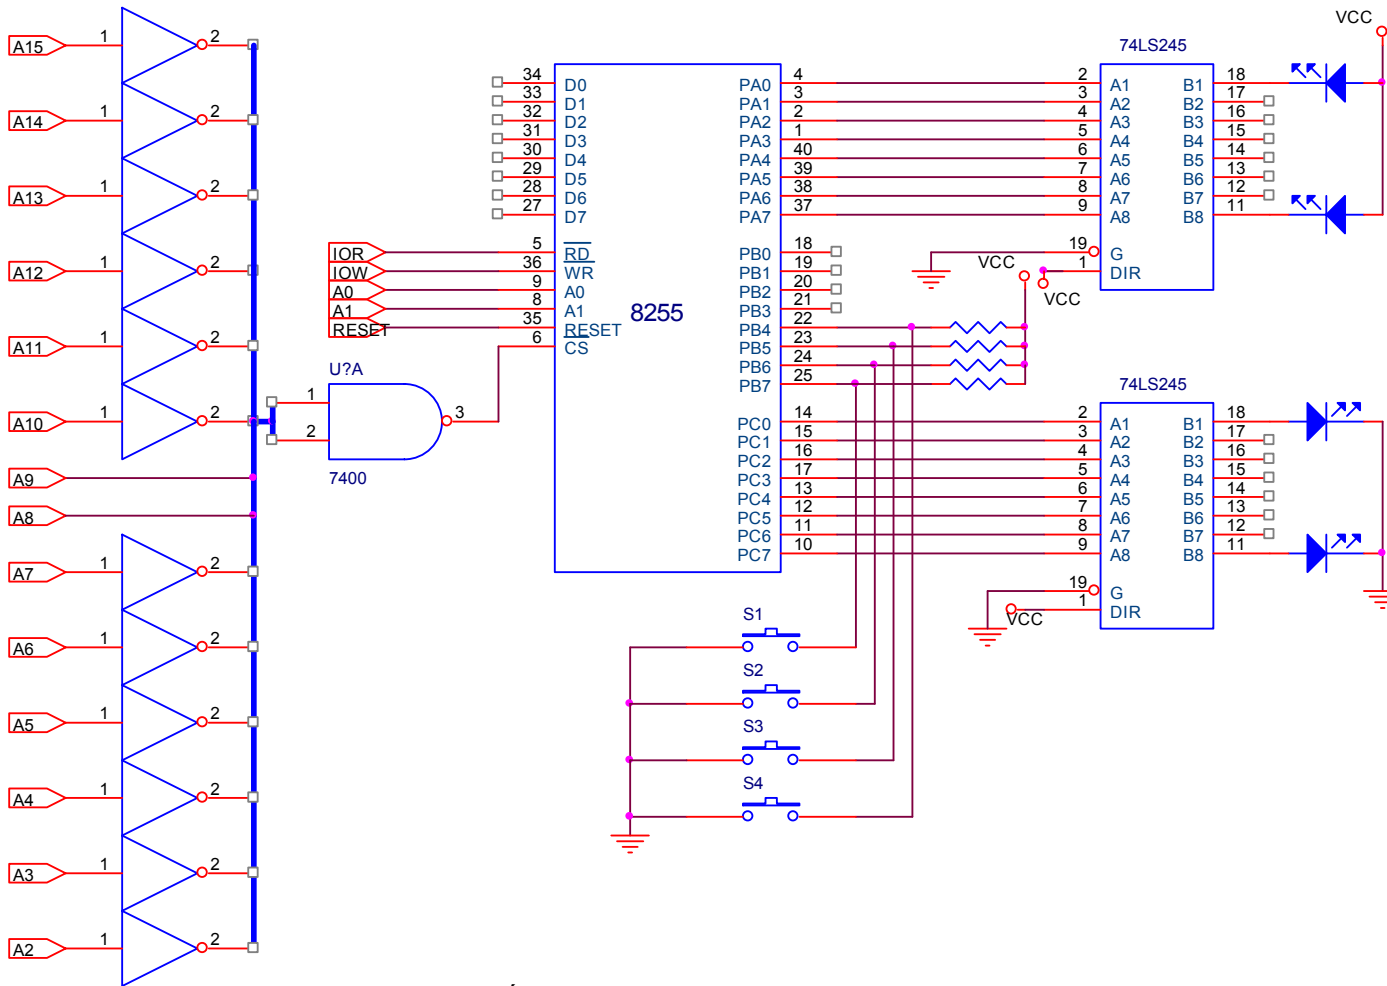 A15 1 2
A14 1 2
A13 1 2
A12 1 2
A11 1 2
A10 1 2
A9
A8
A7 1 2
A6 1 2
A5 1 2
A4 1 2
A3 1 2
A2 1 2
U?A
1
2
3
7400
IOR
IOW
A0
A1
RESET
8255
34 D0
33 D1
32 D2
31 D3
30 D4
29 D5
28 D6
27 D7
5 RD
36 WR
9 A0
8 A1
35 RESET
6 CS
PA0 4
PA1 3
PA2 2
PA3 1
PA4 40
PA5 39
PA6 38
PA7 37
PB0 18
PB1 19
PB2 20
PB3 21
PB4 22
PB5 23
PB6 24
PB7 25
PC0 14
PC1 15
PC2 16
PC3 17
PC4 13
PC5 12
PC6 11
PC7 10
VCC
74LS245
2 A1 B1 18
3 A2 B2 17
4 A3 B3 16
5 A4 B4 15
6 A5 B5 14
7 A6 B6 13
8 A7 B7 12
9 A8 B8 11
19 G
1 DIR
VCC
VCC
74LS245
2 A1 B1 18
3 A2 B2 17
4 A3 B3 16
5 A4 B4 15
6 A5 B5 14
7 A6 B6 13
8 A7 B7 12
9 A8 B8 11
19 G
1 DIR
VCC
S1
S2
S3
S4